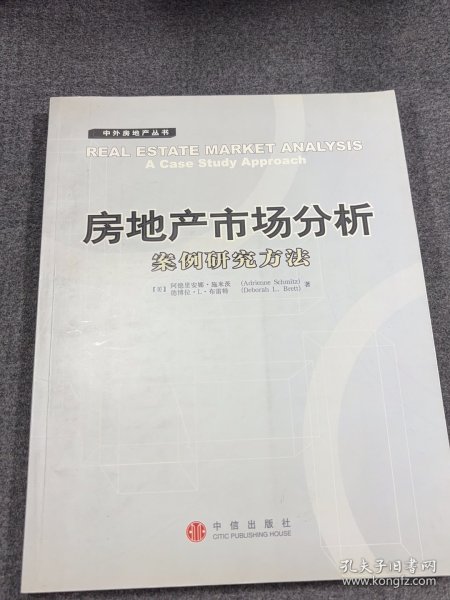 中外房地产丛书
REAL ESTATE MARKET ANALYSIS
A Case Study Approach
房地产市场分析
案例研究方法
[美] 阿德里安娜·施米茨 (Adrienne Schmitz)
德博拉·L·布雷特 (Deborah L. Brett) 著
中信出版社
CITIC PUBLISHING HOUSE
孔夫子旧书网
www.kongfz.com